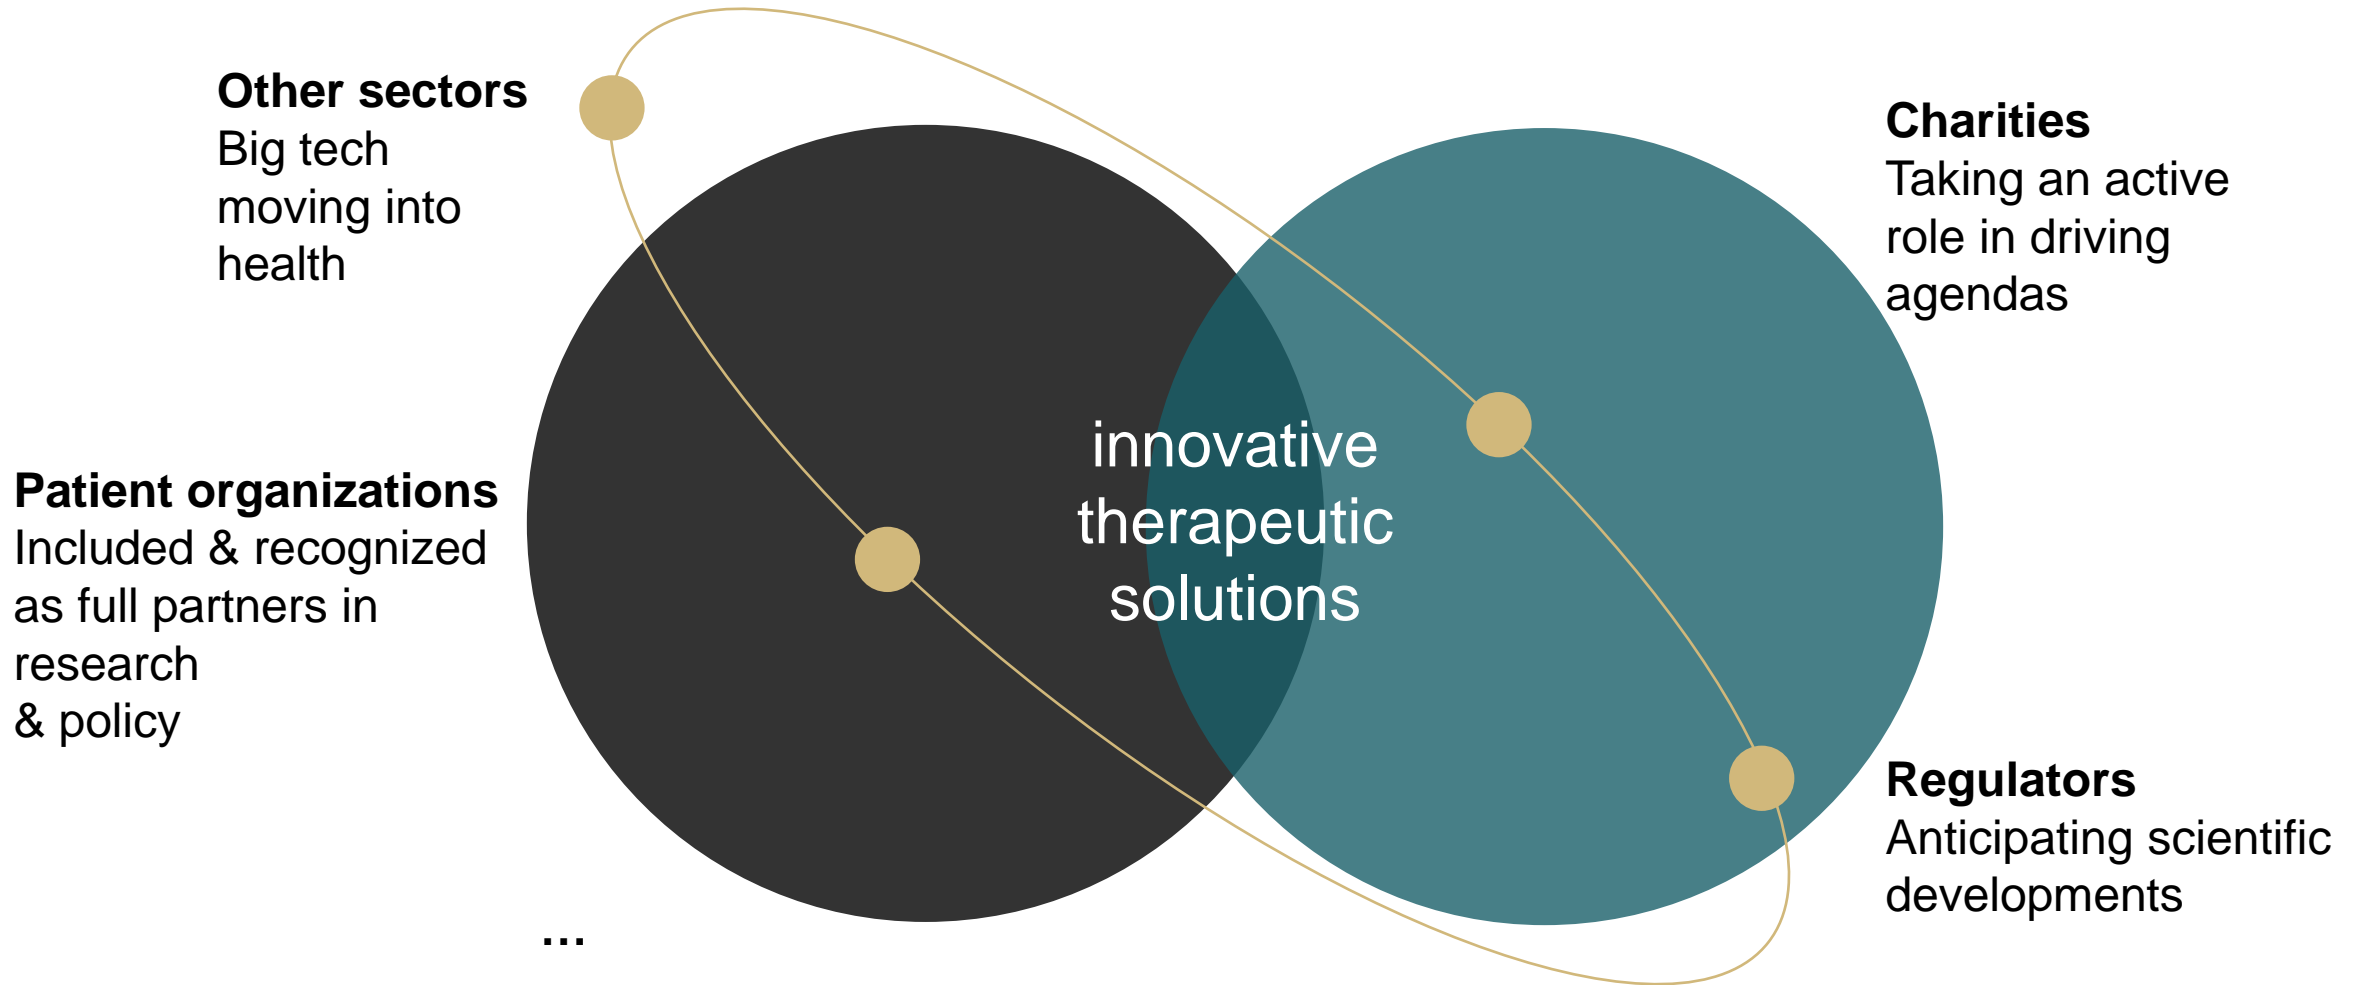 Other sectors
Big tech
moving into
health
Charities
Taking an active
role in driving
agendas
innovative
therapeutic
solutions
Patient organizations
Included & recognized
as full partners in
research
& policy
Regulators
Anticipating scientific
developments
...